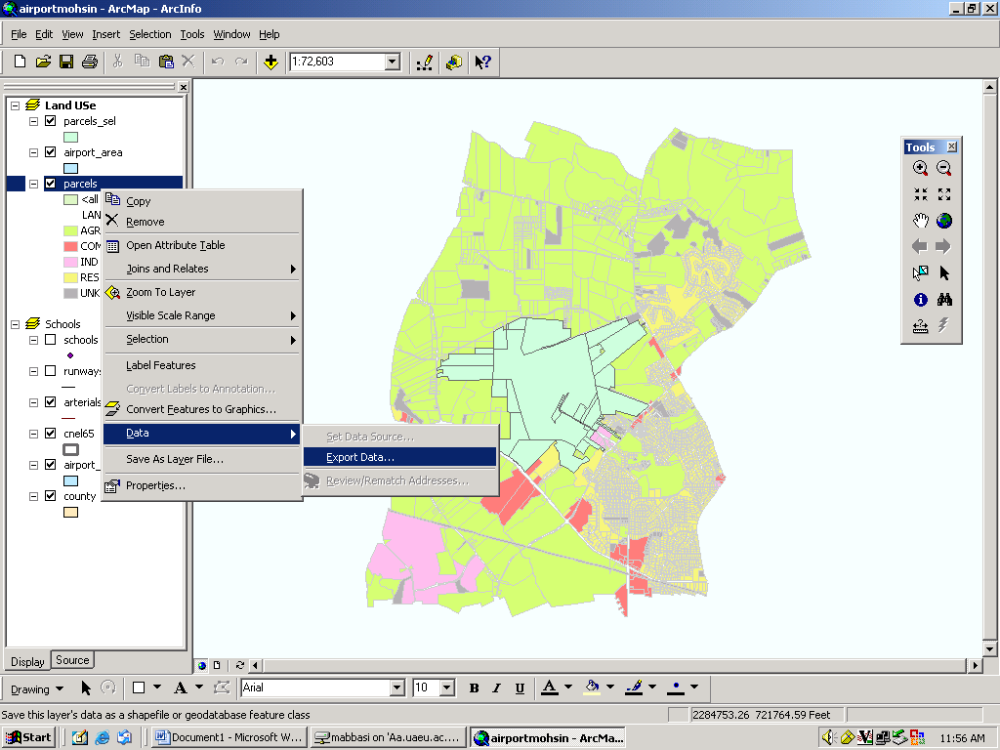 airportmohsin - ArcMap - ArcInfo
File Edit View Insert Selection Tools Window Help
1:72,603
Land USe
parcels_sel
airport_area
parcels
<all
LAN
AGR
COM
IND
RES
UNK
Schools
schools
runways
arterials
cnel65
airport_
county
Copy
Remove
Open Attribute Table
Joins and Relates
Zoom To Layer
Visible Scale Range
Selection
Label Features
Convert Labels to Annotation...
Convert Features to Graphics...
Data
Save As Layer File...
Properties...
Set Data Source...
Export Data...
Review/Rematch Addresses...
Tools
Display Source
Drawing A Arial 10 B I U A
Save this layer's data as a shapefile or geodatabase feature class
2284753.26 721764.59 Feet
Start Document1 - Microsoft W... mabbasi on 'Aa.uaeu.ac.... airportmohsin - ArcMa... 11:56 AM